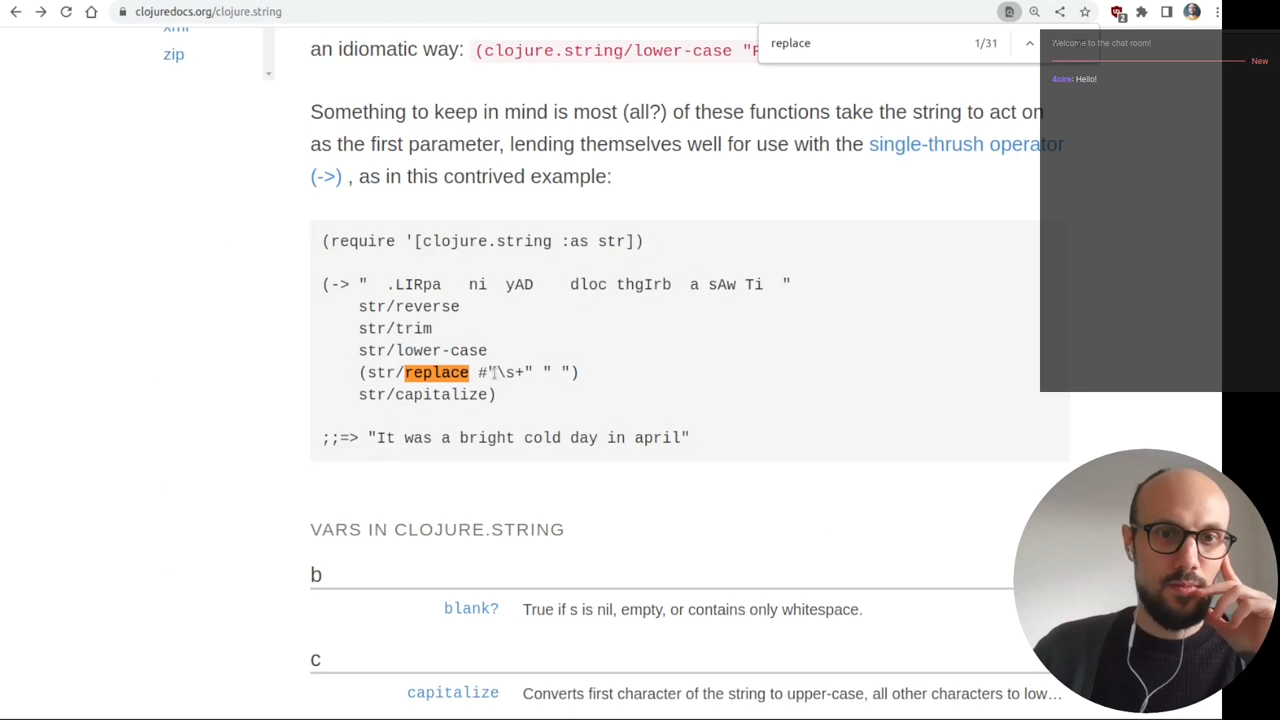 clojuredocs.org/clojure.string
2
replace
1/31
Welcome to the chat room!
New
4cire: Hello!
xml
zip
an idiomatic way: (clojure.string/lower-case "F
Something to keep in mind is most (all?) of these functions take the string to act on
as the first parameter, lending themselves well for use with the single-thrush operator
(->) , as in this contrived example:
(require '[clojure.string :as str])
(-> "  .LIRpa   ni  yAD    dloc thgIrb  a sAw Ti  "
    str/reverse
    str/trim
    str/lower-case
    (str/replace #"\s+" " ")
    str/capitalize)
;;=> "It was a bright cold day in april"
VARS IN CLOJURE.STRING
b
blank? True if s is nil, empty, or contains only whitespace.
c
capitalize Converts first character of the string to upper-case, all other characters to low…